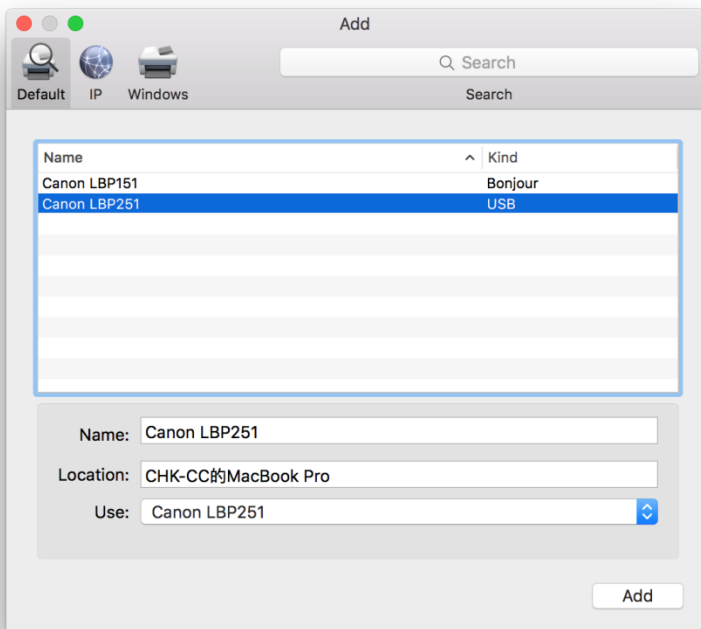 Add
Default IP Windows
Search
Search
Name Kind
Canon LBP151 Bonjour
Canon LBP251 USB
Name: Canon LBP251
Location: CHK-CC的MacBook Pro
Use: Canon LBP251
Add